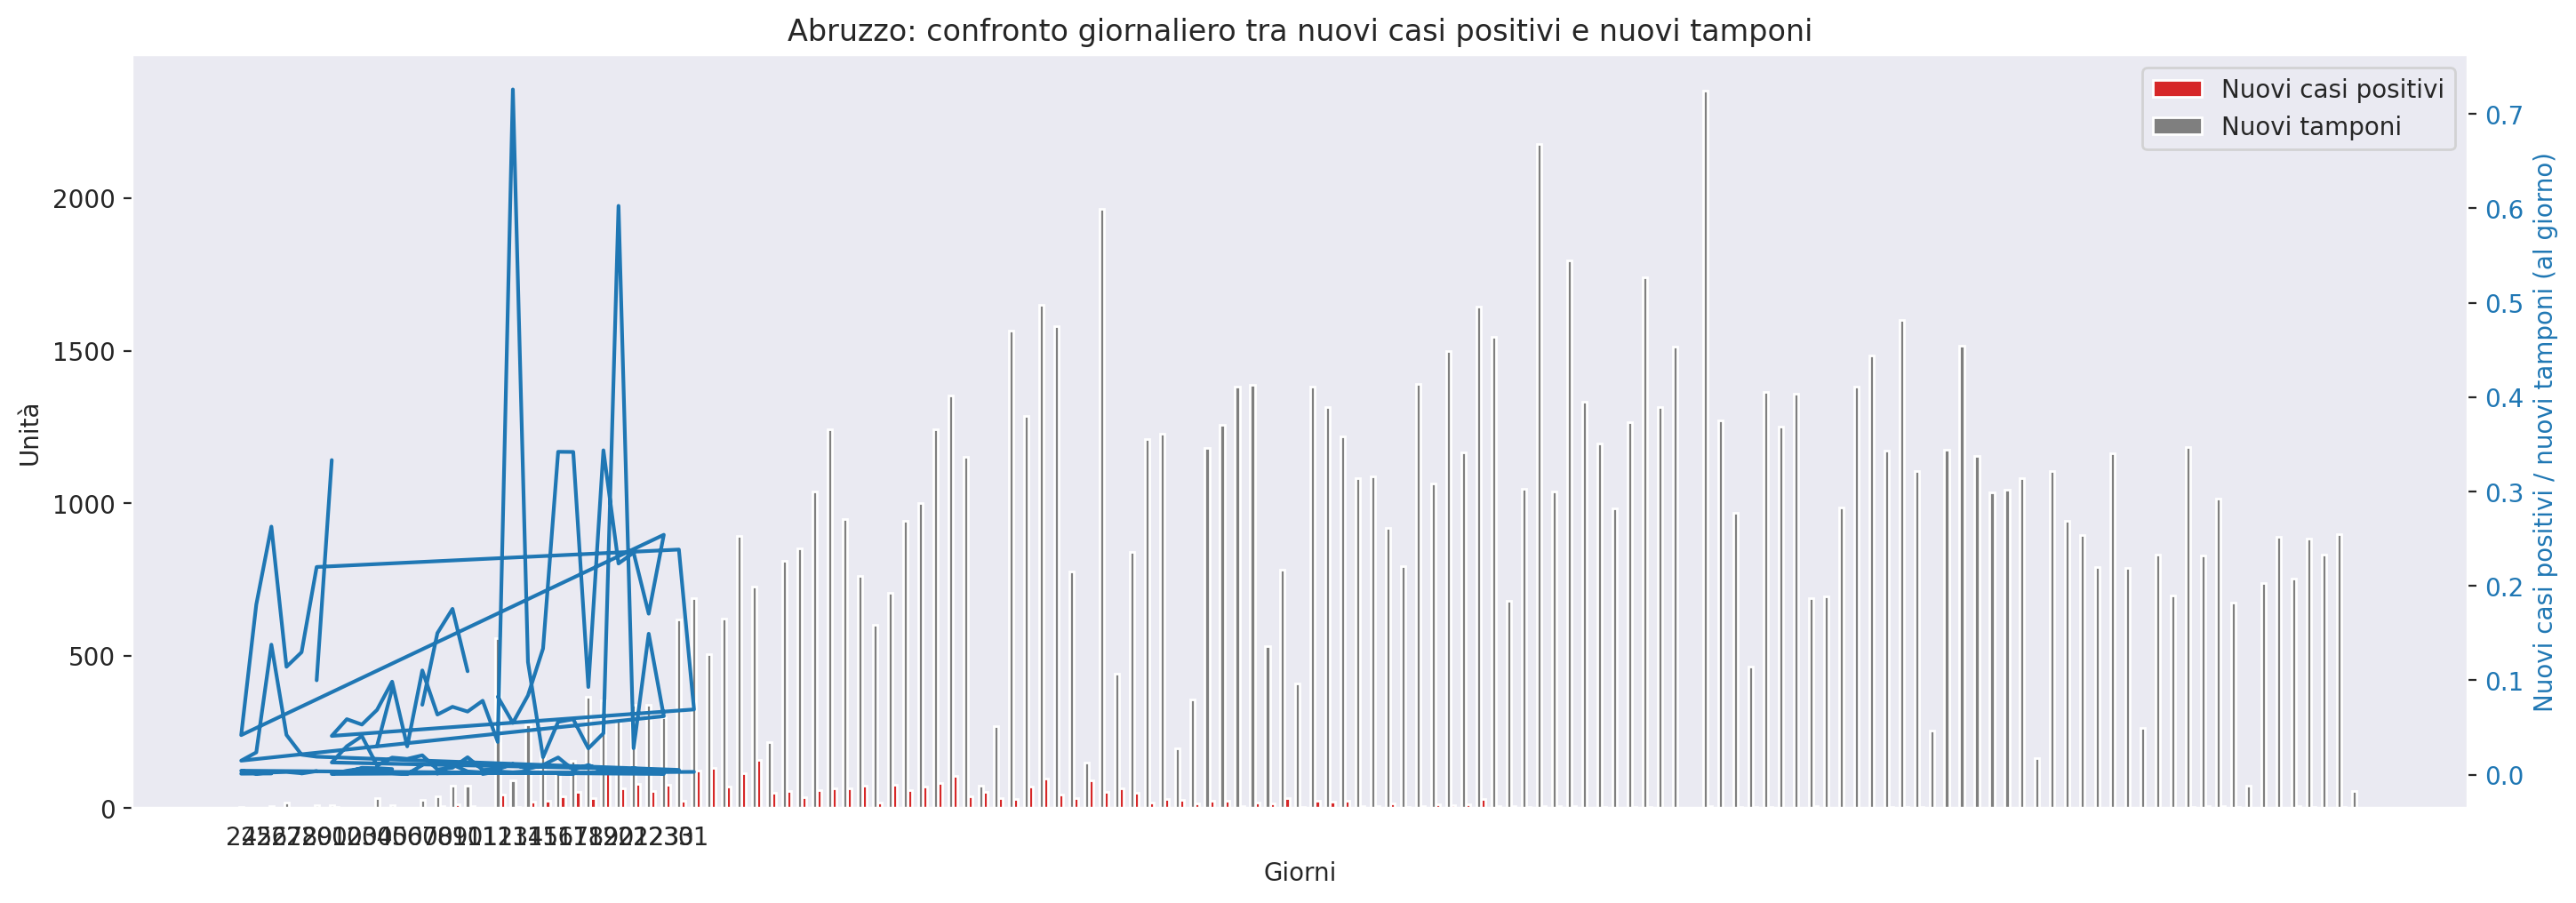 Abruzzo: confronto giornaliero tra nuovi casi positivi e nuovi tamponi
Nuovi casi positivi
Nuovi tamponi
2000
1500
1000
500
0
Unità
0.7
0.6
0.5
0.4
0.3
0.2
0.1
0.0
Nuovi casi positivi / nuovi tamponi (al giorno)
Giorni